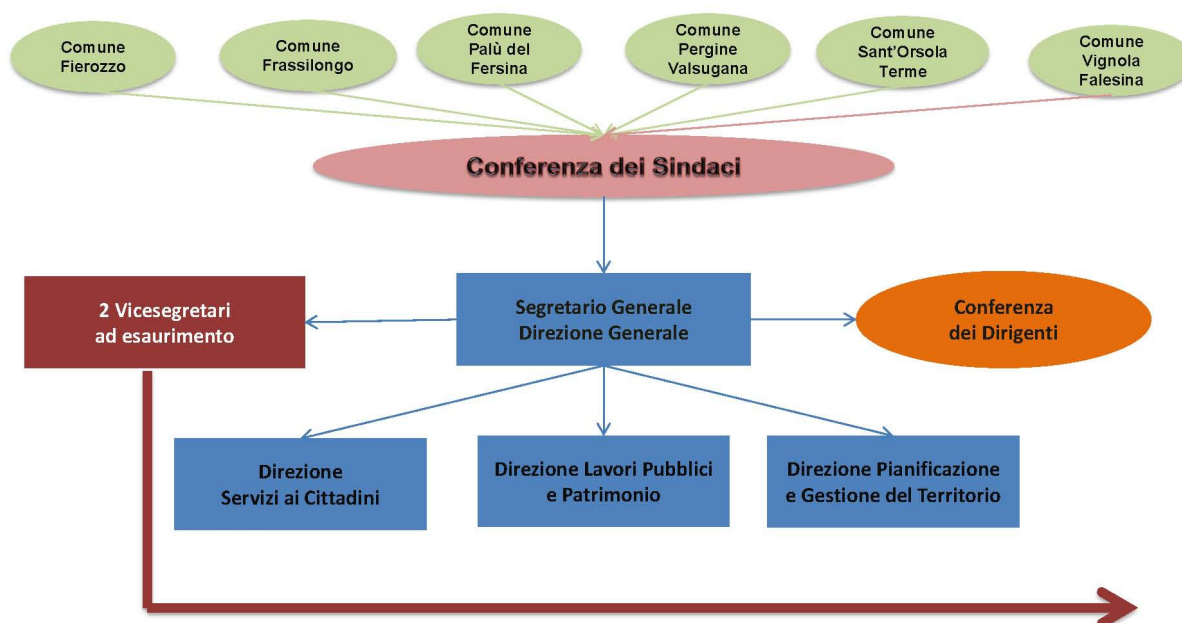 Comune
Fierozzo
Comune
Frassilongo
Comune
Palù del
Fersina
Comune
Pergine
Valsugana
Comune
Sant'Orsola
Terme
Comune
Vignola
Falesina
Conferenza dei Sindaci
2 Vicesegretari
ad esaurimento
Segretario Generale
Direzione Generale
Conferenza
dei Dirigenti
Direzione
Servizi ai Cittadini
Direzione Lavori Pubblici
e Patrimonio
Direzione Pianificazione
e Gestione del Territorio